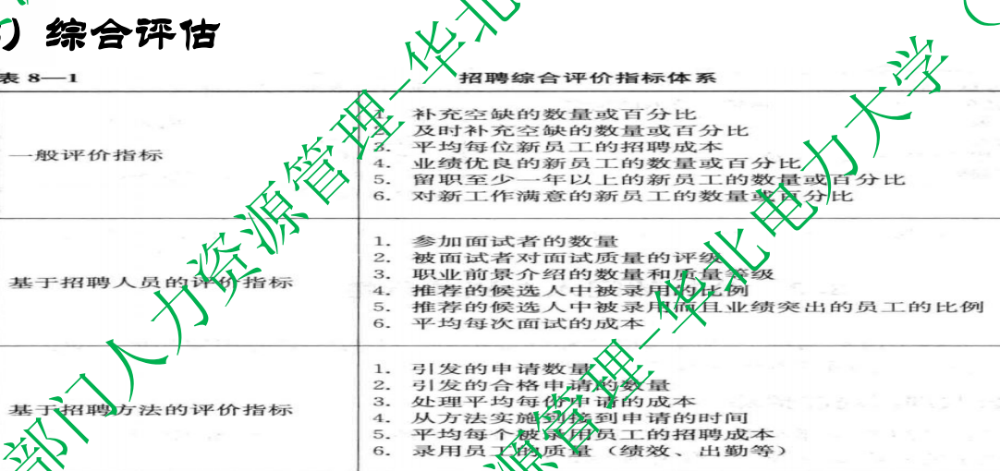 ) 综合评估
表 8—1 招聘综合评价指标体系
一般评价指标
1. 补充空缺的数量或百分比
2. 及时补充空缺的数量或百分比
3. 平均每位新员工的招聘成本
4. 业绩优良的新员工的数量或百分比
5. 留职至少一年以上的新员工的数量或百分比
6. 对新工作满意的新员工的数量或百分比
基于招聘人员的评价指标
1. 参加面试者的数量
2. 被面试者对面试质量的评级
3. 职业前景介绍的数量和质量等级
4. 推荐的候选人中被录用的比例
5. 推荐的候选人中被录用而且业绩突出的员工的比例
6. 平均每次面试的成本
基于招聘方法的评价指标
1. 引发的申请数量
2. 引发的合格申请的数量
3. 处理平均每份申请的成本
4. 从方法实施到接到申请的时间
5. 平均每个被录用员工的招聘成本
6. 录用员工的质量（绩效、出勤等）
部门人力资源管理-华北
源管理-华北电力大学